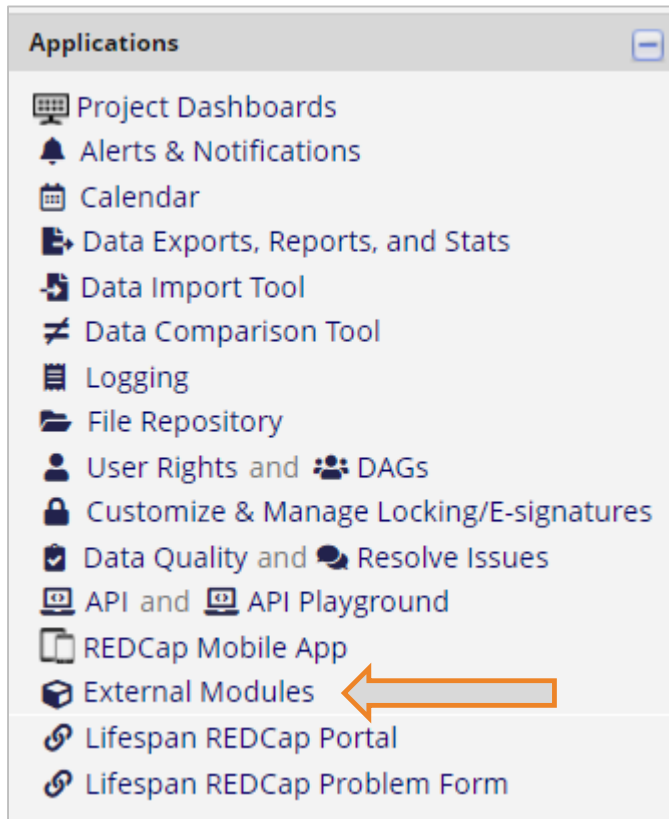 Applications
Project Dashboards
Alerts & Notifications
Calendar
Data Exports, Reports, and Stats
Data Import Tool
Data Comparison Tool
Logging
File Repository
User Rights and DAGs
Customize & Manage Locking/E-signatures
Data Quality and Resolve Issues
API and API Playground
REDCap Mobile App
External Modules
Lifespan REDCap Portal
Lifespan REDCap Problem Form